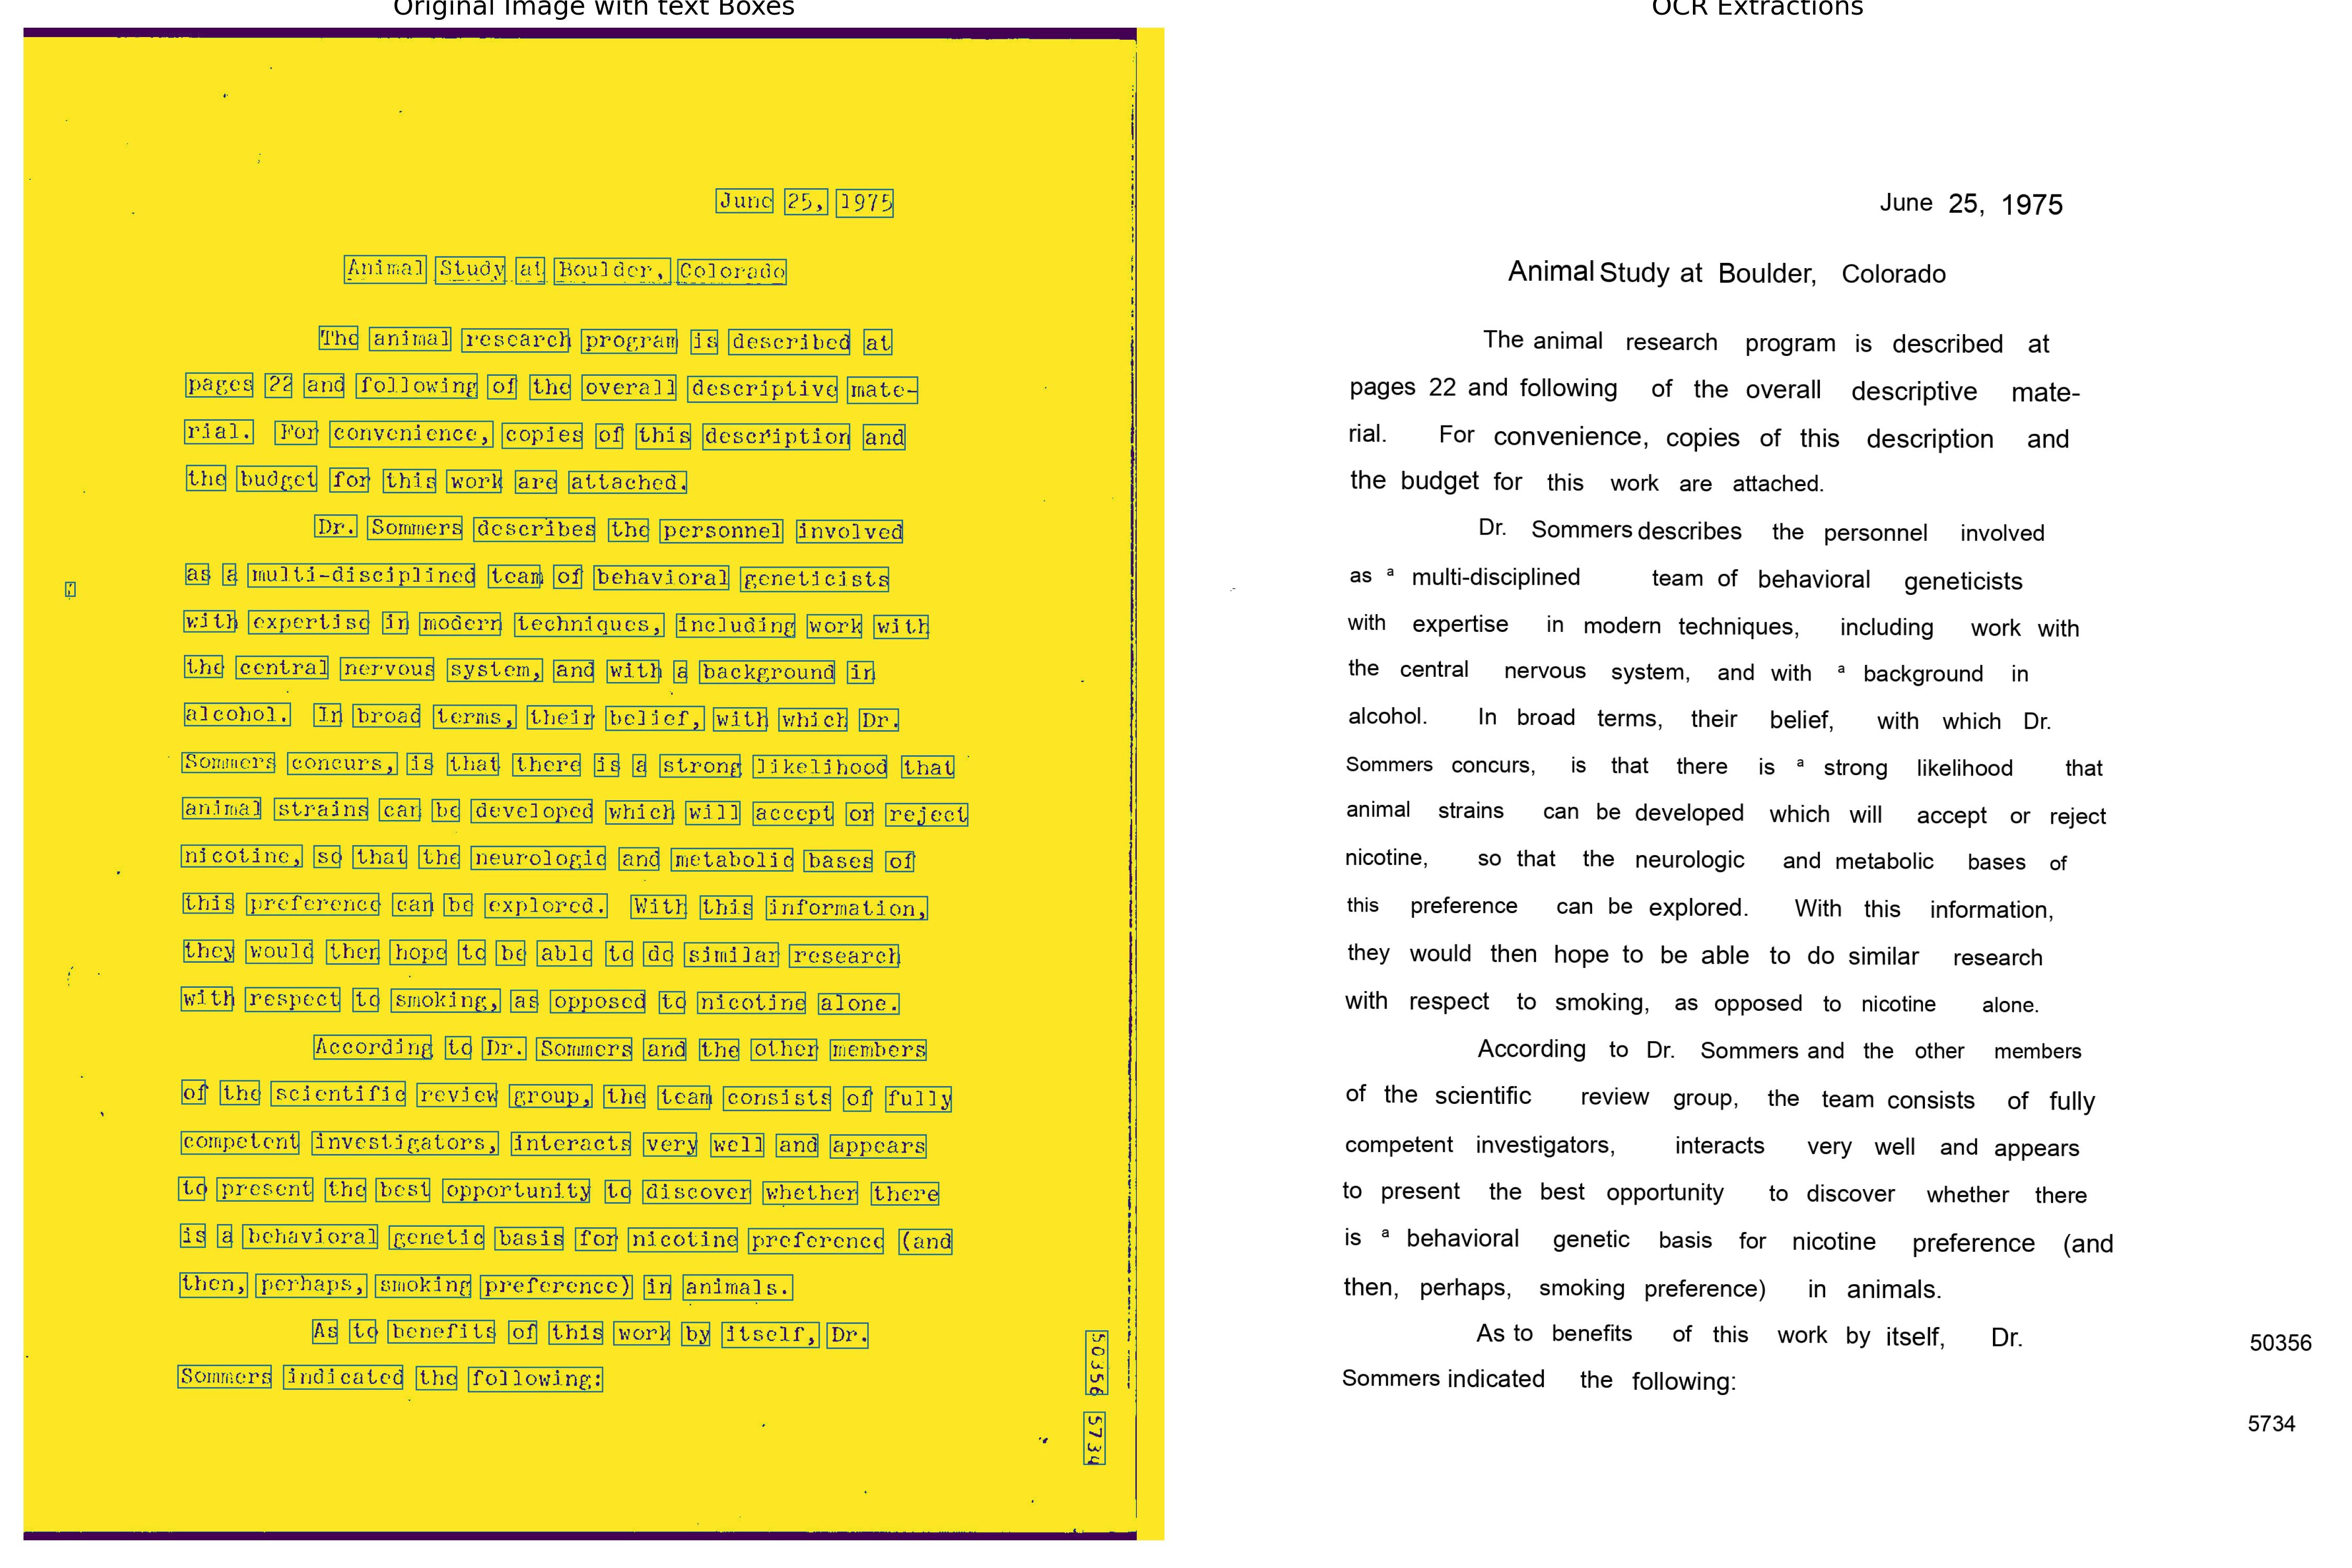 Original Image with text Boxes
June 25, 1975
Animal Study at Boulder, Colorado
The animal research program is described at
pages 22 and following of the overall descriptive mate-
rial. For convenience, copies of this description and
the budget for this work are attached.
Dr. Sommers describes the personnel involved
as a multi-disciplined team of behavioral geneticists
with expertise in modern techniques, including work with
the central nervous system, and with a background in
alcohol. In broad terms, their belief, with which Dr.
Sommers concurs, is that there is a strong likelihood that
animal strains can be developed which will accept or reject
nicotine, so that the neurologic and metabolic bases of
this preference can be explored. With this information,
they would then hope to be able to do similar research
with respect to smoking, as opposed to nicotine alone.
According to Dr. Sommers and the other members
of the scientific review group, the team consists of fully
competent investigators, interacts very well and appears
to present the best opportunity to discover whether there
is a behavioral genetic basis for nicotine preference (and
then, perhaps, smoking preference) in animals.
As to benefits of this work by itself, Dr.
Sommers indicated the following:
50356 5734
OCR Extractions
June 25, 1975
Animal Study at Boulder, Colorado
The animal research program is described at
pages 22 and following of the overall descriptive mate-
rial. For convenience, copies of this description and
the budget for this work are attached.
Dr. Sommers describes the personnel involved
as a multi-disciplined team of behavioral geneticists
with expertise in modern techniques, including work with
the central nervous system, and with a background in
alcohol. In broad terms, their belief, with which Dr.
Sommers concurs, is that there is a strong likelihood that
animal strains can be developed which will accept or reject
nicotine, so that the neurologic and metabolic bases of
this preference can be explored. With this information,
they would then hope to be able to do similar research
with respect to smoking, as opposed to nicotine alone.
According to Dr. Sommers and the other members
of the scientific review group, the team consists of fully
competent investigators, interacts very well and appears
to present the best opportunity to discover whether there
is a behavioral genetic basis for nicotine preference (and
then, perhaps, smoking preference) in animals.
As to benefits of this work by itself, Dr.
50356
Sommers indicated the following:
5734